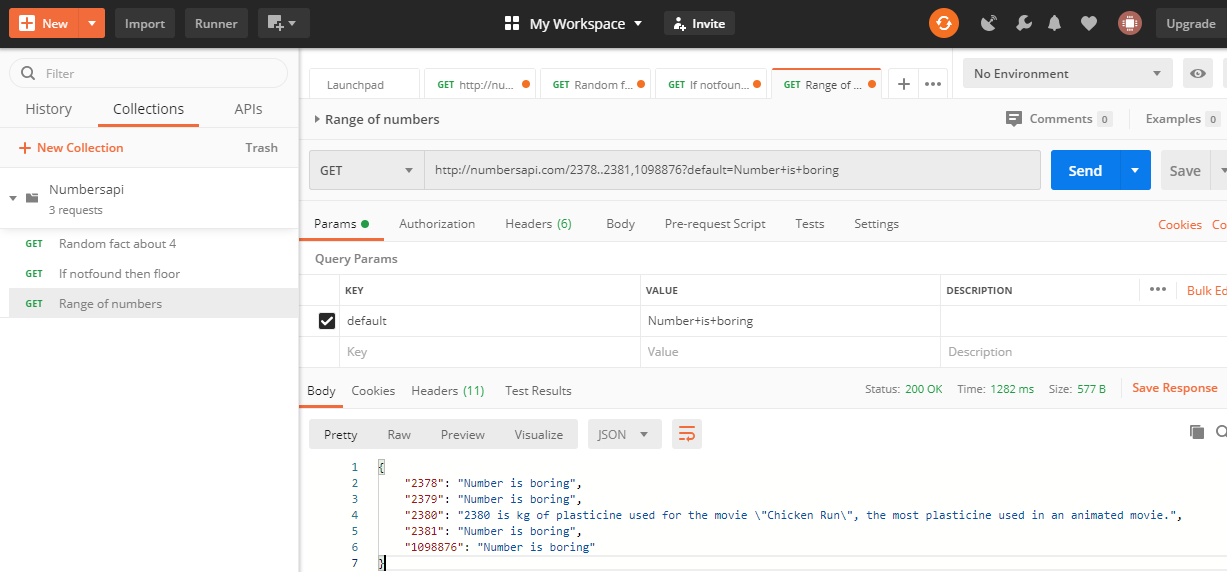 New Import Runner My Workspace Invite Upgrade
Filter
History Collections APIs
New Collection Trash
Numbersapi
3 requests
GET Random fact about 4
GET If notfound then floor
GET Range of numbers
Launchpad GET http://nu... GET Random f... GET If notfoun... GET Range of ... No Environment
Range of numbers Comments 0 Examples 0
GET http://numbersapi.com/2378..2381,1098876?default=Number+is+boring Send Save
Params Authorization Headers (6) Body Pre-request Script Tests Settings Cookies Co
Query Params
KEY VALUE DESCRIPTION Bulk Ed
default Number+is+boring
Key Value Description
Body Cookies Headers (11) Test Results Status: 200 OK Time: 1282 ms Size: 577 B Save Response
Pretty Raw Preview Visualize JSON
1 {
2 "2378": "Number is boring",
3 "2379": "Number is boring",
4 "2380": "2380 is kg of plasticine used for the movie \"Chicken Run\", the most plasticine used in an animated movie.",
5 "2381": "Number is boring",
6 "1098876": "Number is boring"
7 }